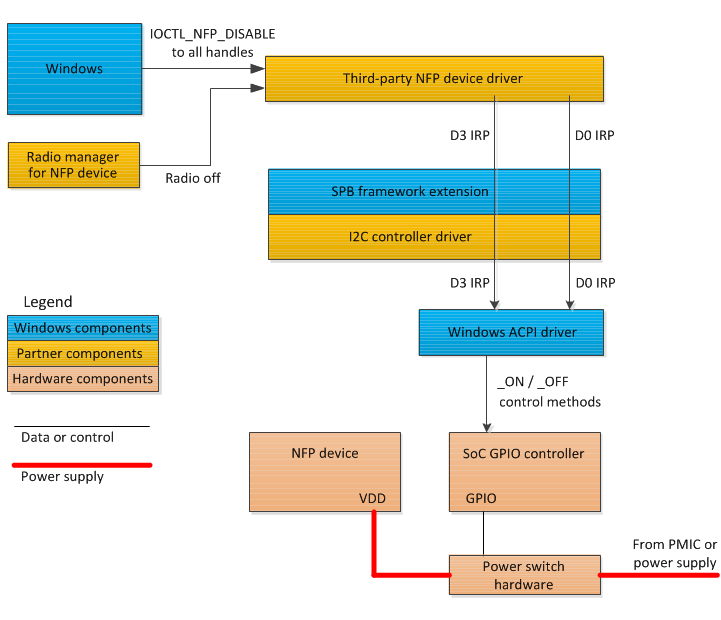 IOCTL_NFP_DISABLE
to all handles
Windows
Third-party NFP device driver
Radio manager
for NFP device
Radio off
D3 IRP
D0 IRP
SPB framework extension
I2C controller driver
D3 IRP
D0 IRP
Legend
Windows components
Partner components
Hardware components
Data or control
Power supply
Windows ACPI driver
_ON / _OFF
control methods
NFP device
VDD
SoC GPIO controller
GPIO
Power switch
hardware
From PMIC or
power supply